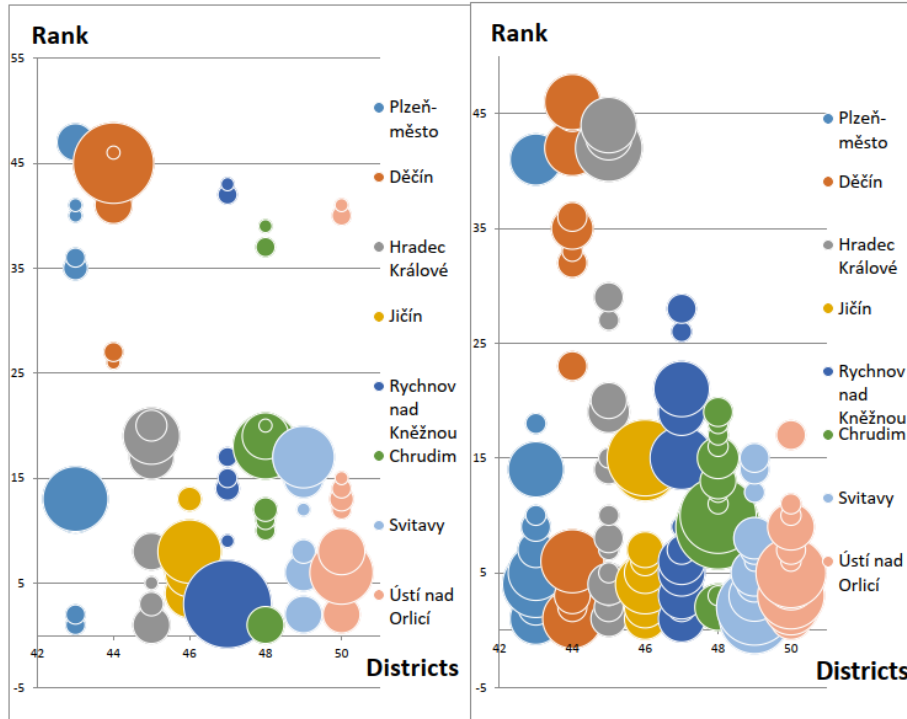 Rank
55
45
35
25
15
5
-5
42
44
46
48
50
Districts
Plzeň-
město
Děčín
Hradec
Králové
Jičín
Rychnov
nad
Kněžnou
Chrudim
Svitavy
Ústí nad
Orlicí
Rank
45
35
25
15
5
-5
42
44
46
48
50
Districts
Plzeň-
město
Děčín
Hradec
Králové
Jičín
Rychnov
nad
Kněžnou
Chrudim
Svitavy
Ústí nad
Orlicí